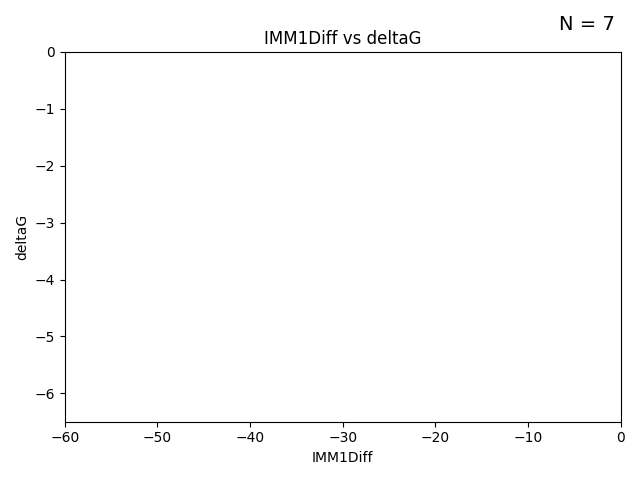 N = 7
IMM1Diff vs deltaG
0
−1
−2
−3
−4
−5
−6
deltaG
−60 −50 −40 −30 −20 −10 0
IMM1Diff